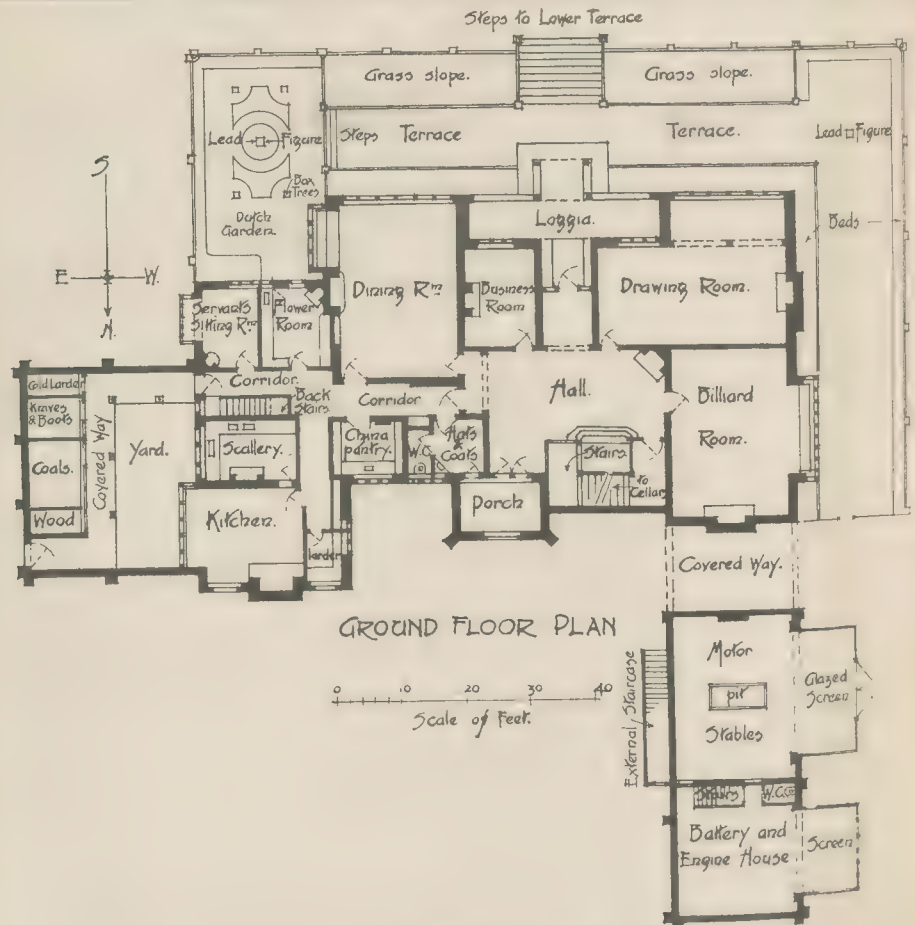 Steps to Lower Terrace
Grass slope.
Grass slope.
Lead
Figure
Steps
Terrace
Terrace.
Lead
Figure
Box
Trees
Dutch
Garden.
S
E
W.
N.
Loggia.
Beds
Dining Rm
Business
Room
Drawing Room.
Servants
Sitting Rm
Flower
Room
Corridor.
Back
Stairs
Corridor
Hall.
Billiard
Room.
Cold Larder
Knives
& Boots
Coals.
Wood
Covered Way
Yard.
Scullery.
China
pantry.
W.C.
Hats
&
Coats
Stairs.
to
Cellar
Kitchen.
larder
Porch
Covered Way.
GROUND FLOOR PLAN
0 10 20 30 40
Scale of Feet.
External Staircase
Motor
pit
Stables
Glazed
Screen
Stairs
W.C.
Battery and
Engine House.
Screen